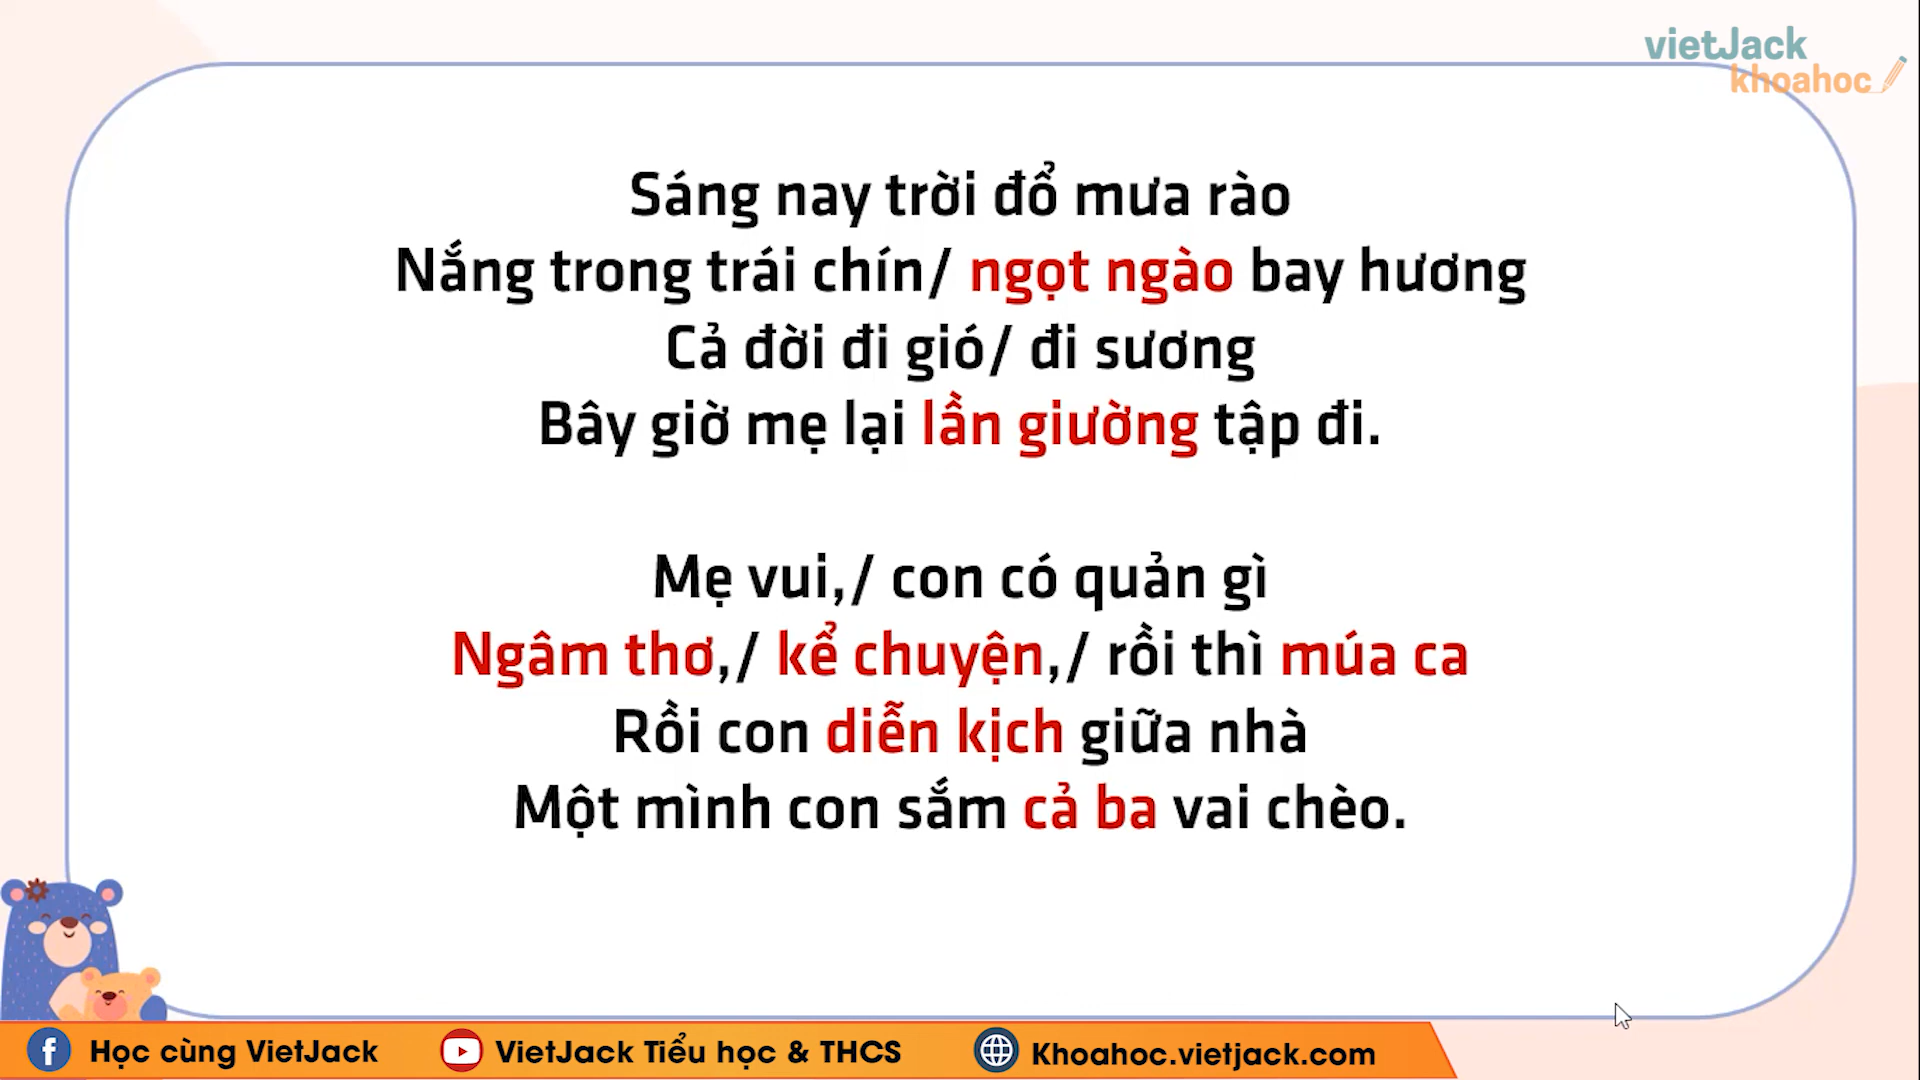 vietJack
khoahoc
Sáng nay trời đổ mưa rào
Nắng trong trái chín/ ngọt ngào bay hương
Cả đời đi gió/ đi sương
Bây giờ mẹ lại lần giường tập đi.
Mẹ vui,/ con có quản gì
Ngâm thơ,/ kể chuyện,/ rồi thì múa ca
Rồi con diễn kịch giữa nhà
Một mình con sắm cả ba vai chèo.
Học cùng VietJack
VietJack Tiểu học & THCS
Khoahoc.vietjack.com